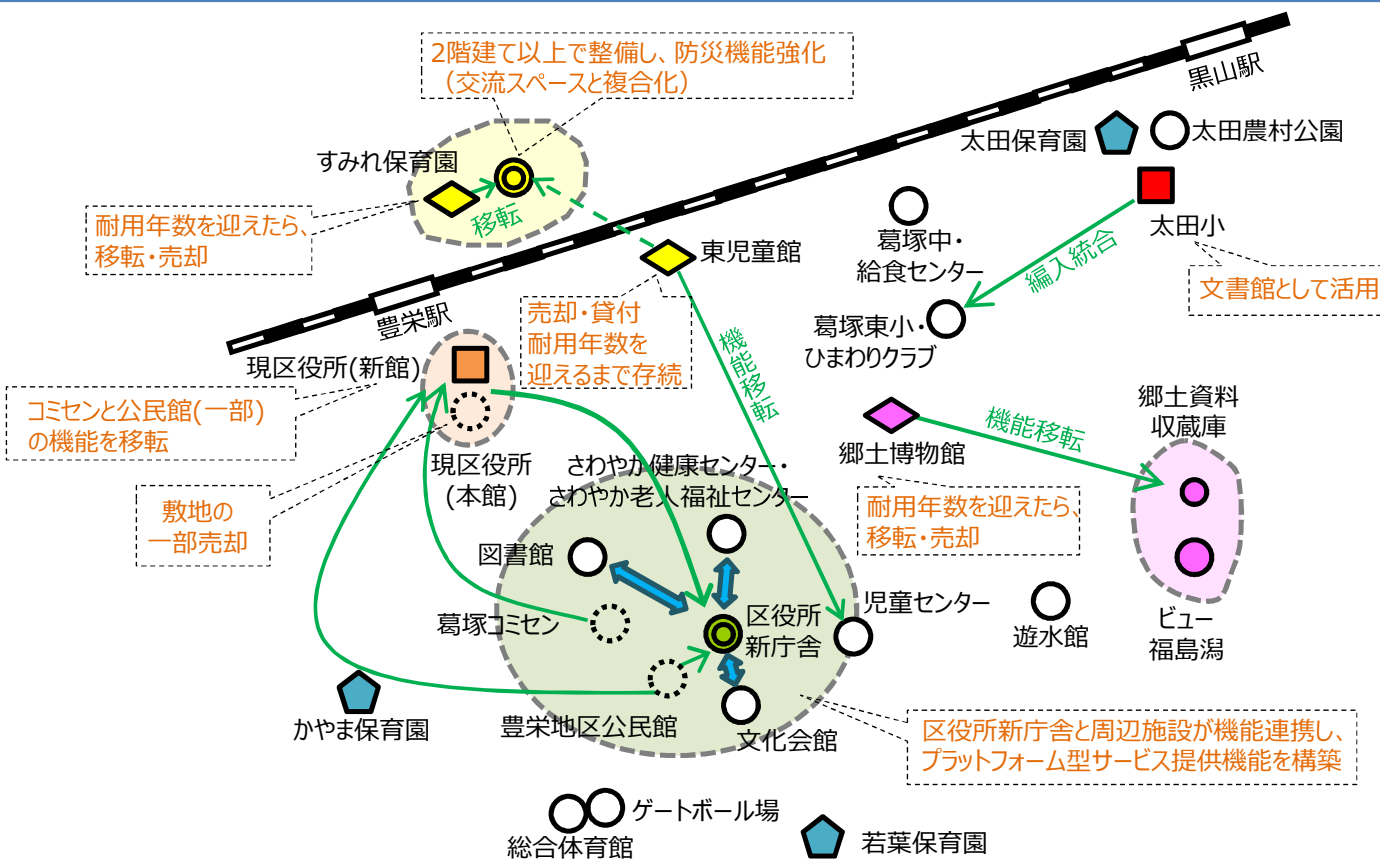 2階建て以上で整備し、防災機能強化
（交流スペースと複合化）
黒山駅
すみれ保育園
太田保育園
太田農村公園
耐用年数を迎えたら、
移転・売却
移転
太田小
東児童館
葛塚中・
給食センター
編入統合
文書館として活用
豊栄駅
売却・貸付
耐用年数を
迎えるまで存続
機能移転
葛塚東小・
ひまわりクラブ
現区役所(新館)
コミセンと公民館(一部)
の機能を移転
郷土資料
収蔵庫
機能移転
郷土博物館
現区役所
(本館)
さわやか健康センター・
さわやか老人福祉センター
耐用年数を迎えたら、
移転・売却
敷地の
一部売却
図書館
葛塚コミセン
区役所
新庁舎
児童センター
遊水館
ビュー
福島潟
かやま保育園
豊栄地区公民館
文化会館
区役所新庁舎と周辺施設が機能連携し、
プラットフォーム型サービス提供機能を構築
ゲートボール場
総合体育館
若葉保育園